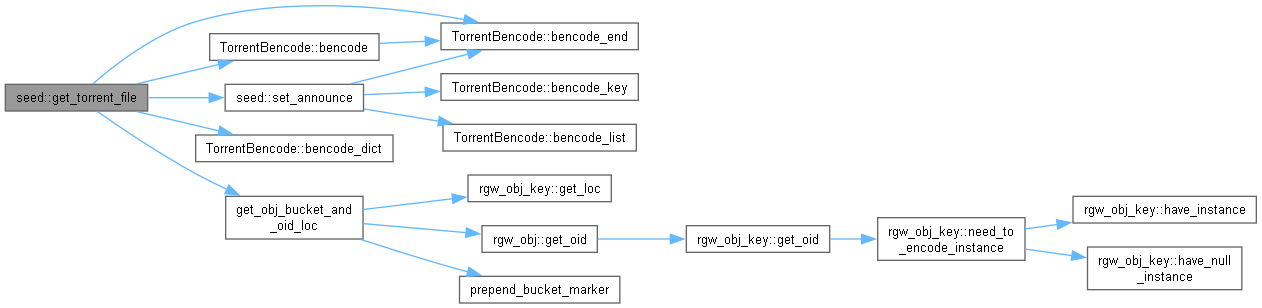 seed::get_torrent_file
TorrentBencode::bencode
TorrentBencode::bencode_end
seed::set_announce
TorrentBencode::bencode_key
TorrentBencode::bencode_list
TorrentBencode::bencode_dict
get_obj_bucket_and
_oid_loc
rgw_obj_key::get_loc
rgw_obj::get_oid
prepend_bucket_marker
rgw_obj_key::get_oid
rgw_obj_key::need_to
_encode_instance
rgw_obj_key::have_instance
rgw_obj_key::have_null
_instance